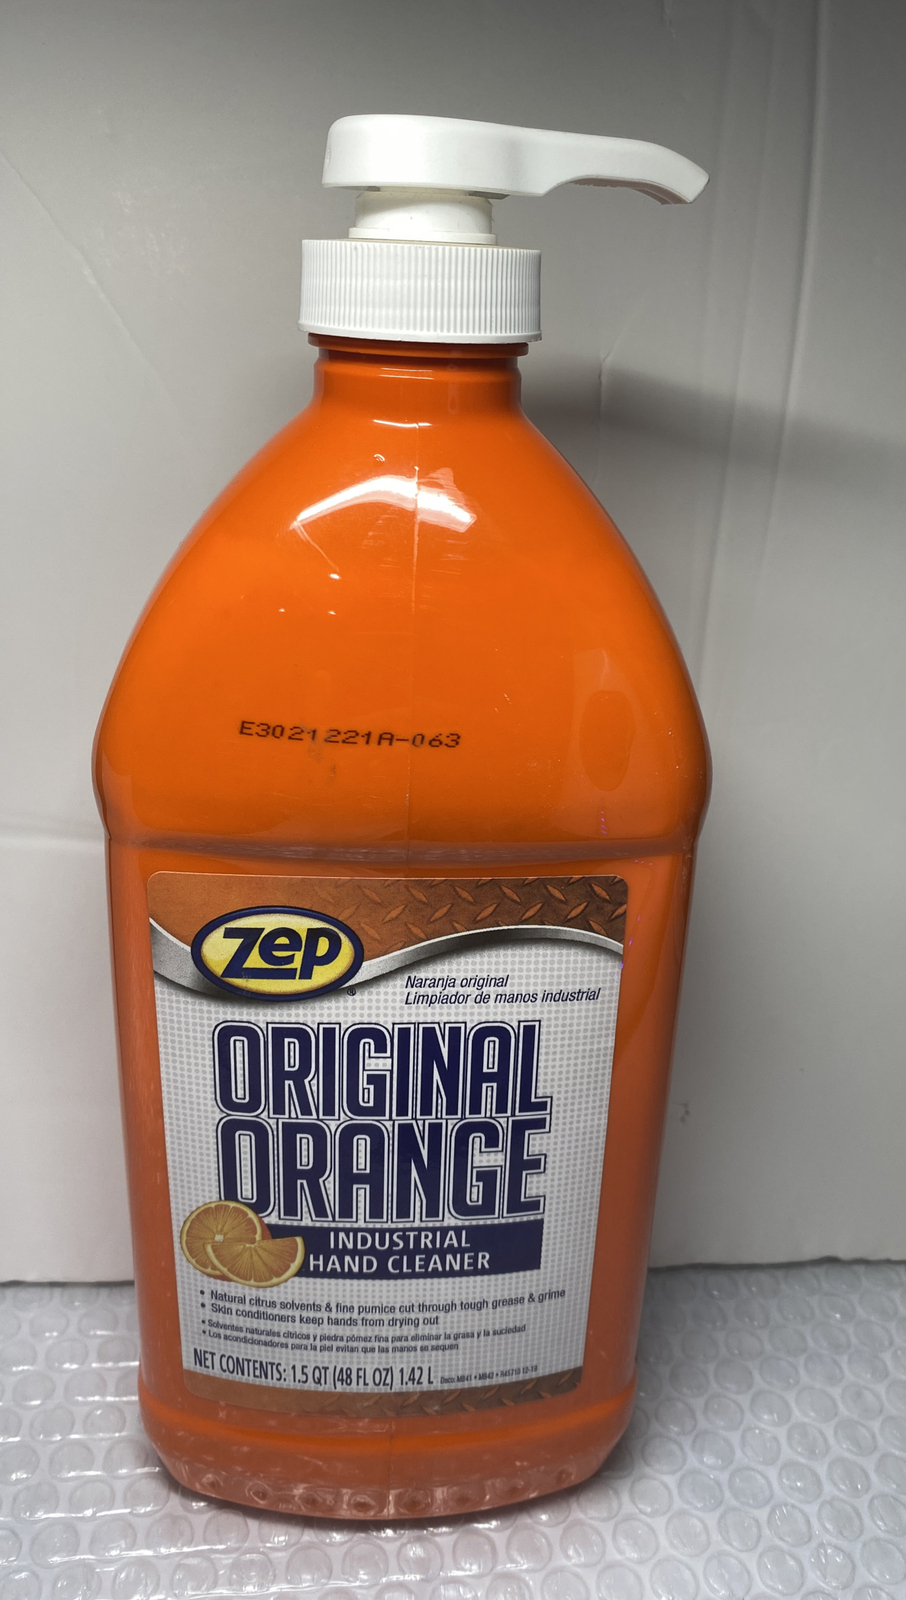 E3021221A-063
Zep
®
Naranja original
Limpiador de manos industrial
ORIGINAL
ORANGE
INDUSTRIAL
HAND CLEANER
• Natural citrus solvents & fine pumice cut through tough grease & grime
• Skin conditioners keep hands from drying out
• Solventes naturales cítricos y piedra pómez fina para eliminar la grasa y la suciedad
• Los acondicionadores para la piel evitan que las manos se sequen
NET CONTENTS: 1.5 QT (48 FL OZ) 1.42 L